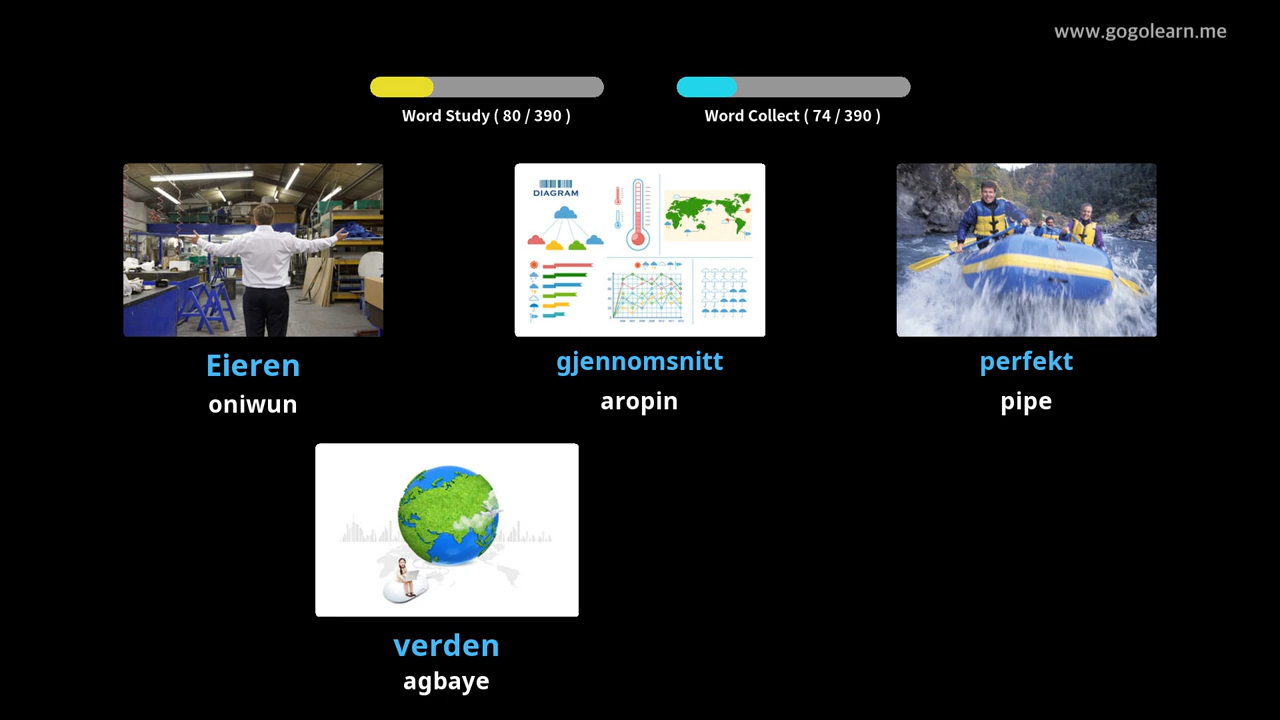 www.gogolearn.me
Word Study ( 80 / 390 )
Word Collect ( 74 / 390 )
DIAGRAM
Eieren
oniwun
gjennomsnitt
aropin
perfekt
pipe
verden
agbaye